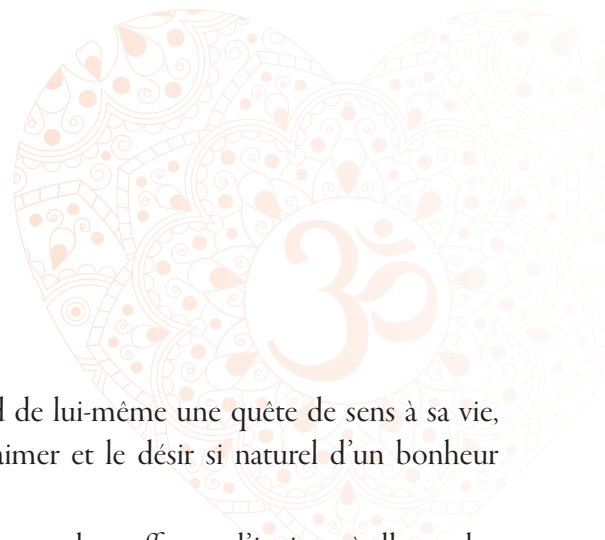 ॐ
de lui-même une quête de sens à sa vie,
aimer et le désir si naturel d'un bonheur